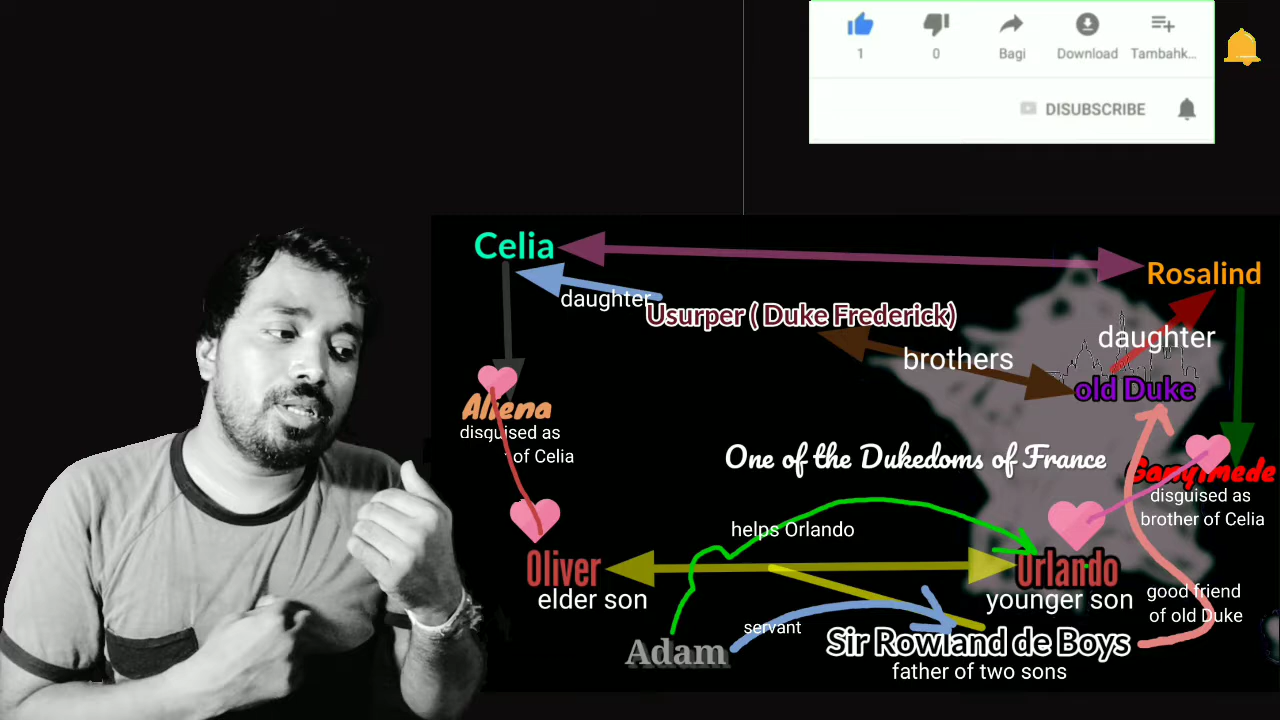 1
0
Bagi
Download
Tambahk...
DISUBSCRIBE
Celia
Rosalind
daughter
Usurper ( Duke Frederick)
daughter
brothers
old Duke
Aliena
disguised as
of Celia
One of the Dukedoms of France
Ganymede
disguised as
brother of Celia
helps Orlando
Oliver
Orlando
elder son
younger son
good friend
of old Duke
servant
Adam
Sir Rowland de Boys
father of two sons